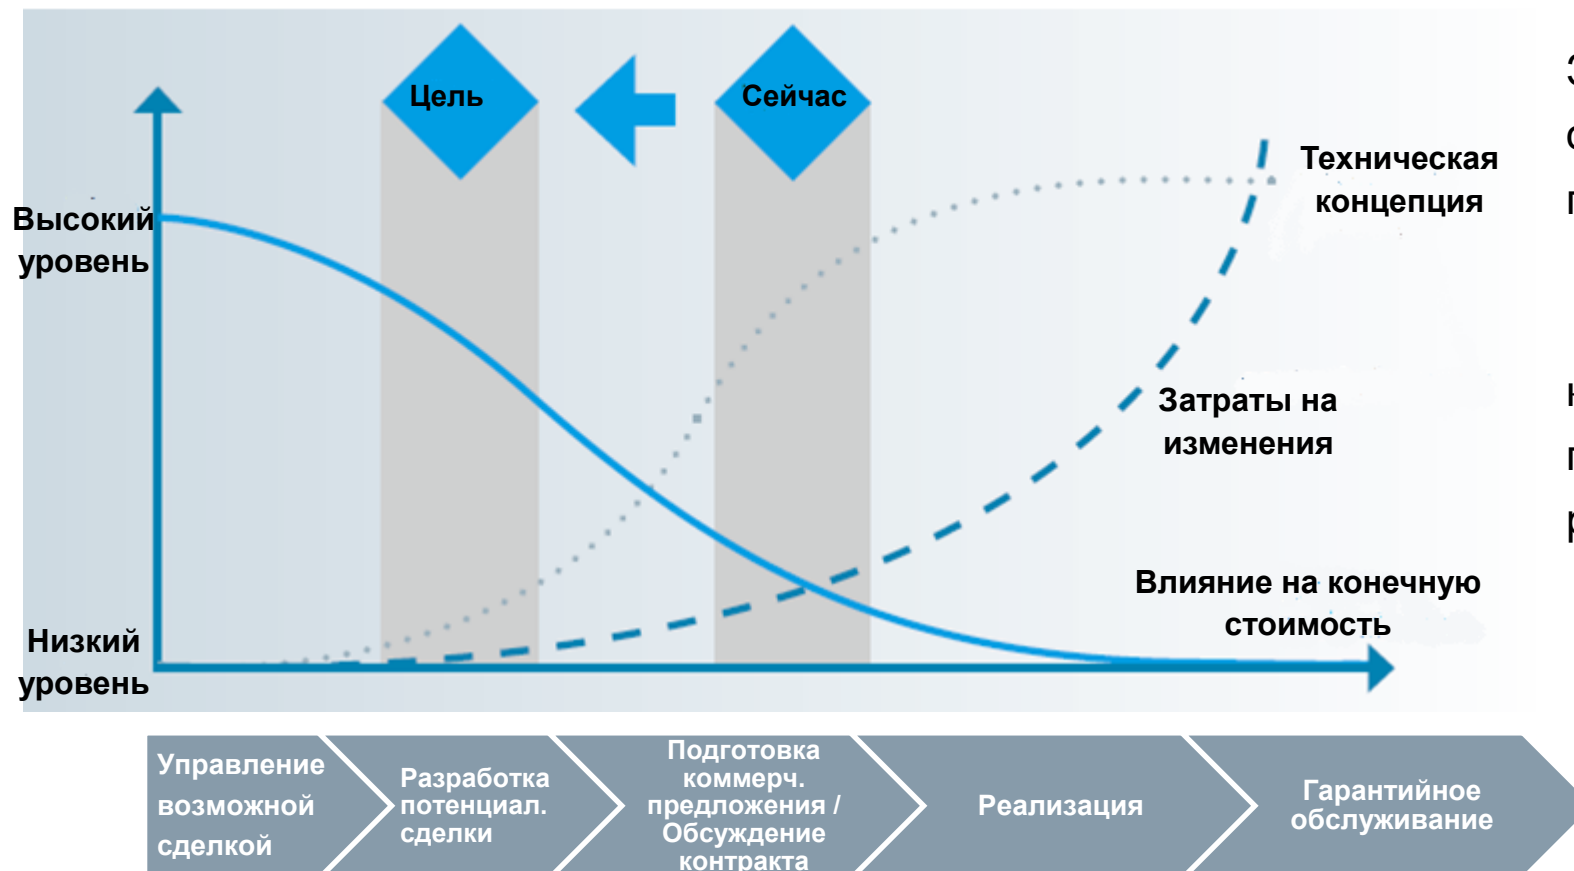 Цель
Сейчас
Техническая
концепция
Высокий
уровень
Затраты на
изменения
Влияние на конечную
стоимость
Низкий
уровень
Управление
возможной
сделкой
Разработка
потенциал.
сделки
Подготовка
коммерч.
предложения /
Обсуждение
контракта
Реализация
Гарантийное
обслуживание